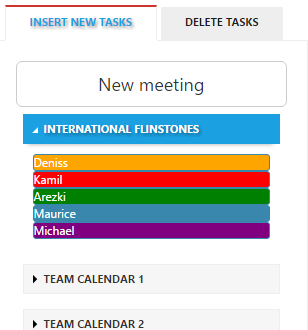 INSERT NEW TASKS
DELETE TASKS
New meeting
INTERNATIONAL FLINSTONES
Deniss
Kamil
Arezki
Maurice
Michael
TEAM CALENDAR 1
TEAM CALENDAR 2